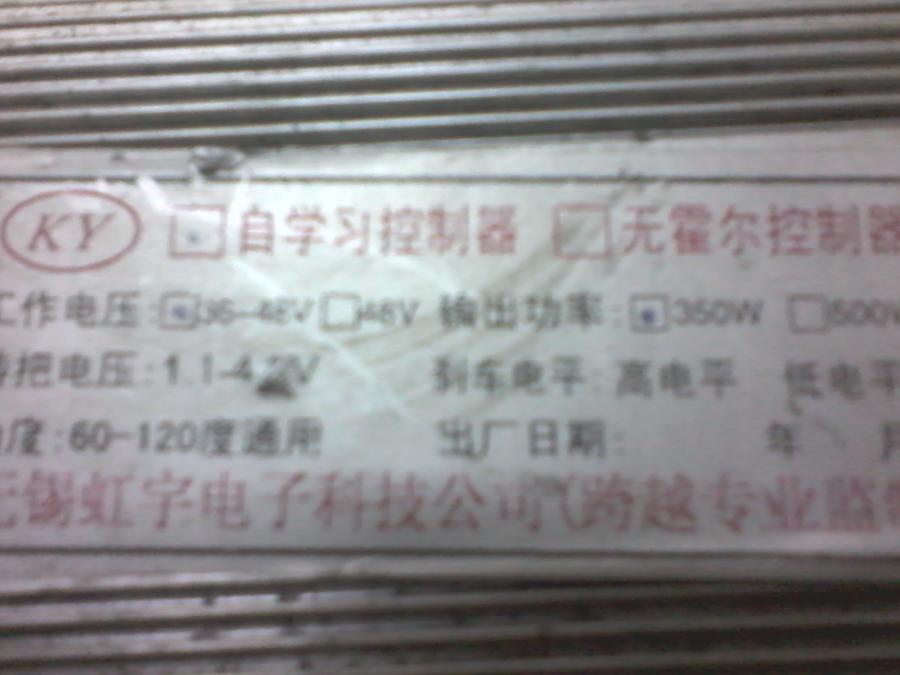 KY 自学习控制器 无霍尔控制器
工作电压:36-48V 48V 输出功率:350W 500W
转把电压:1.1-4.2V 刹车电平:高电平 低电平
角度:60-120度通用 出厂日期: 年 月
无锡虹宇电子科技公司(跨越专业监制